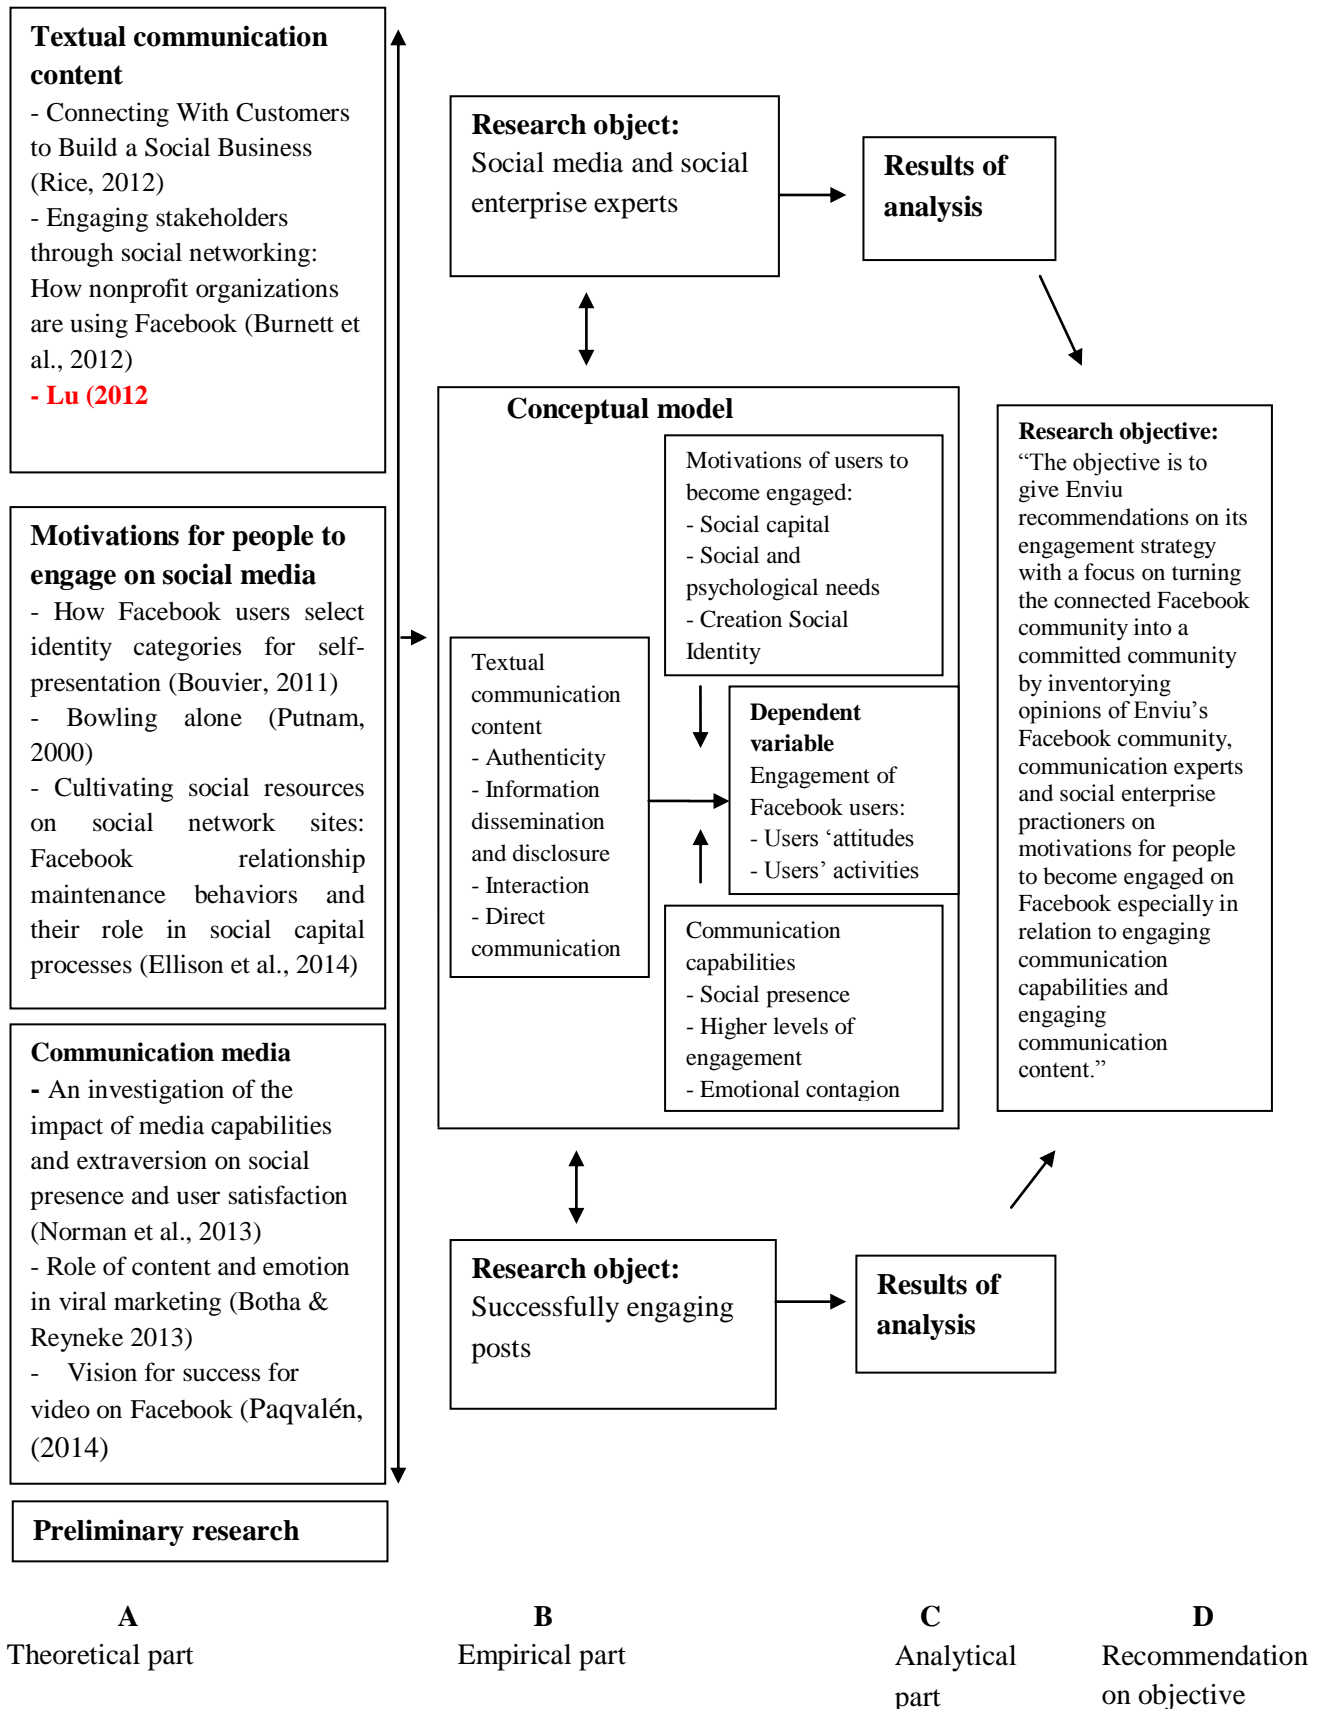 Textual communication
content
- Connecting With Customers
to Build a Social Business
(Rice, 2012)
- Engaging stakeholders
through social networking:
How nonprofit organizations
are using Facebook (Burnett et
al., 2012)
- Lu (2012
Motivations for people to
engage on social media
- How Facebook users select
identity categories for self-
presentation (Bouvier, 2011)
- Bowling alone (Putnam,
2000)
- Cultivating social resources
on social network sites:
Facebook relationship
maintenance behaviors and
their role in social capital
processes (Ellison et al., 2014)
Communication media
- An investigation of the
impact of media capabilities
and extraversion on social
presence and user satisfaction
(Norman et al., 2013)
- Role of content and emotion
in viral marketing (Botha &
Reyneke 2013)
- Vision for success for
video on Facebook (Paqvalén,
(2014)
Preliminary research
Research object:
Social media and social
enterprise experts
Results of
analysis
Conceptual model
Motivations of users to
become engaged:
- Social capital
- Social and
psychological needs
- Creation Social
Identity
Textual
communication
content
- Authenticity
- Information
dissemination
and disclosure
- Interaction
- Direct
communication
Dependent
variable
Engagement of
Facebook users:
- Users ‘attitudes
- Users’ activities
Communication
capabilities
- Social presence
- Higher levels of
engagement
- Emotional contagion
Research object:
Successfully engaging
posts
Results of
analysis
Research objective:
“The objective is to
give Enviu
recommendations on its
engagement strategy
with a focus on turning
the connected Facebook
community into a
committed community
by inventorying
opinions of Enviu’s
Facebook community,
communication experts
and social enterprise
practioners on
motivations for people
to become engaged on
Facebook especially in
relation to engaging
communication
capabilities and
engaging
communication
content.”
A
Theoretical part
B
Empirical part
C
Analytical
part
D
Recommendation
on objective